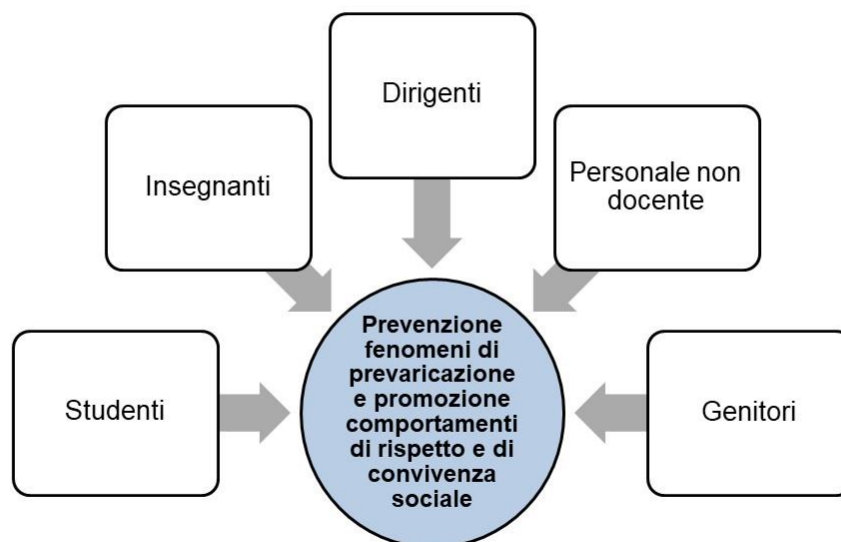 Dirigenti
Insegnanti
Personale non
docente
Studenti
Prevenzione
fenomeni di
prevaricazione
e promozione
comportamenti
di rispetto e di
convivenza
sociale
Genitori